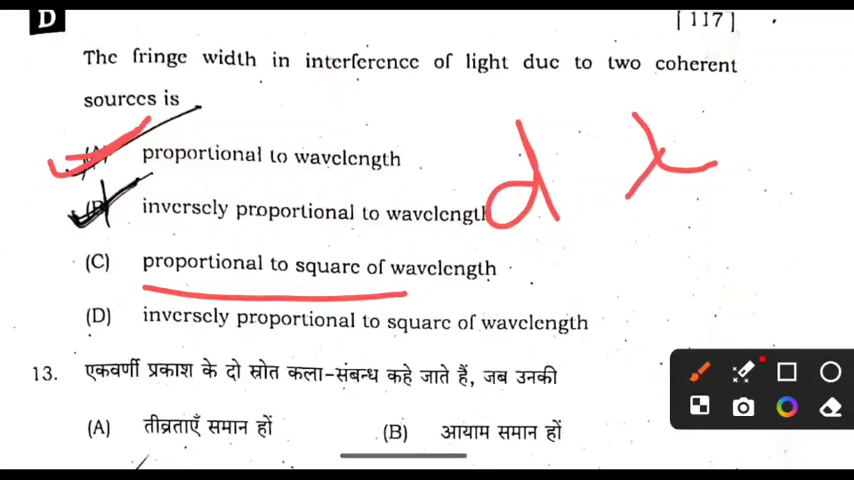 D [117]
The fringe width in interference of light due to two coherent
sources is
(A) proportional to wavelength
(B) inversely proportional to wavelength
d λ
(C) proportional to square of wavelength
(D) inversely proportional to square of wavelength
13. एकवर्णी प्रकाश के दो स्रोत कला-संबन्ध कहे जाते हैं, जब उनकी
(A) तीव्रताएँ समान हों (B) आयाम समान हों